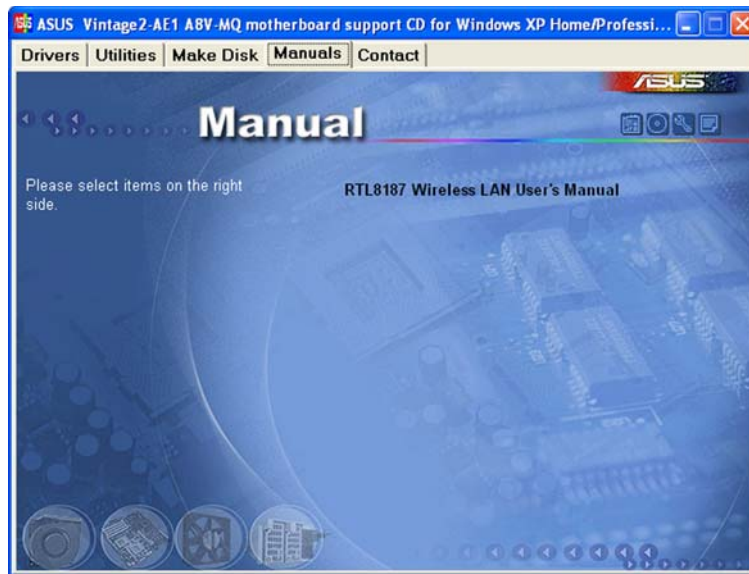 ASUS Vintage2-AE1 A8V-MQ motherboard support CD for Windows XP Home/Professi...
Drivers Utilities Make Disk Manuals Contact
/ISUS
Manual
Please select items on the right
side.
RTL8187 Wireless LAN User's Manual